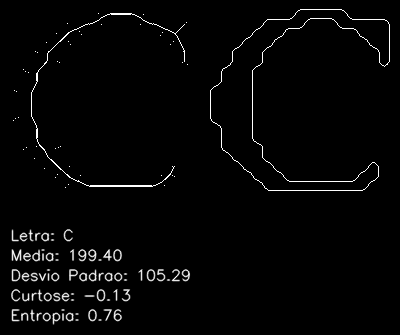 C C
Letra: C
Media: 199.40
Desvio Padrao: 105.29
Curtose: -0.13
Entropia: 0.76